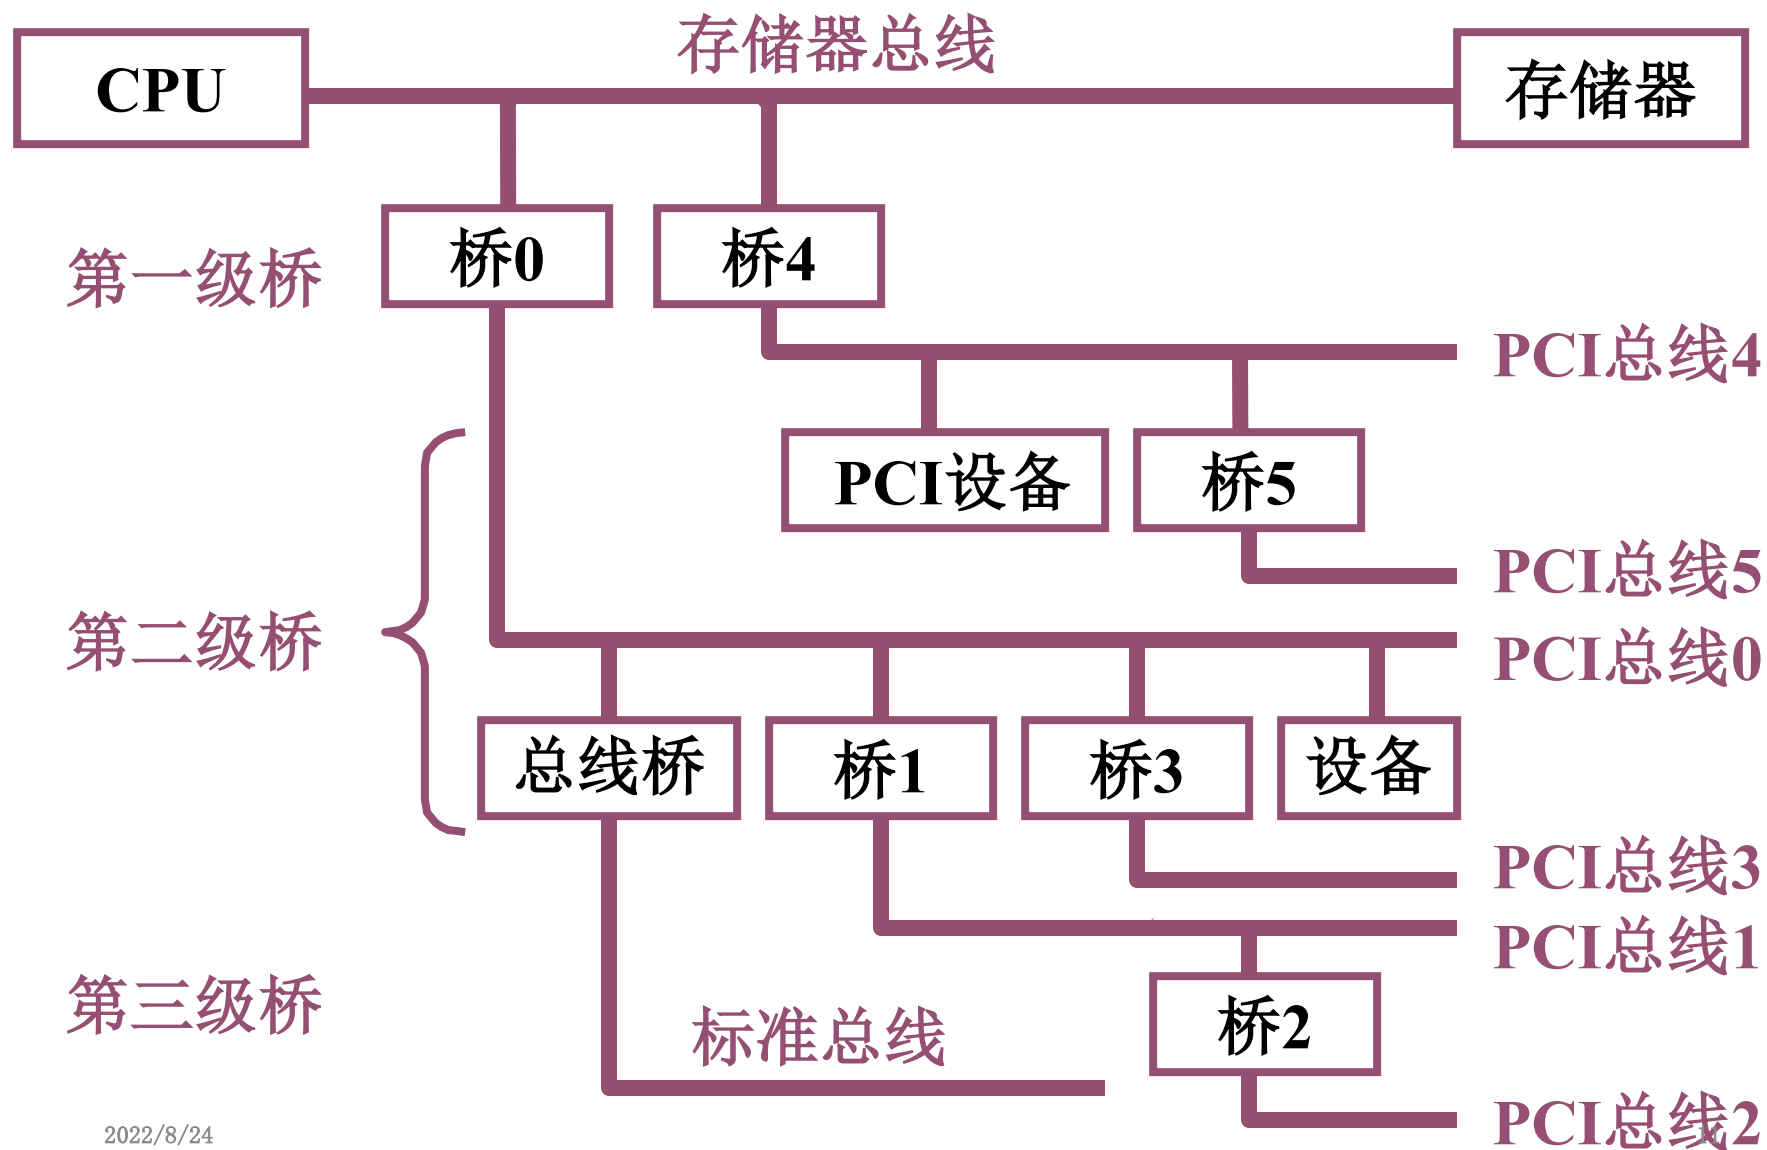 存储器总线
CPU
存储器
第一级桥
桥0
桥4
PCI总线4
PCI设备
桥5
PCI总线5
第二级桥
PCI总线0
总线桥
桥1
桥3
设备
PCI总线3
PCI总线1
第三级桥
标准总线
桥2
PCI总线2
2022/8/24
11